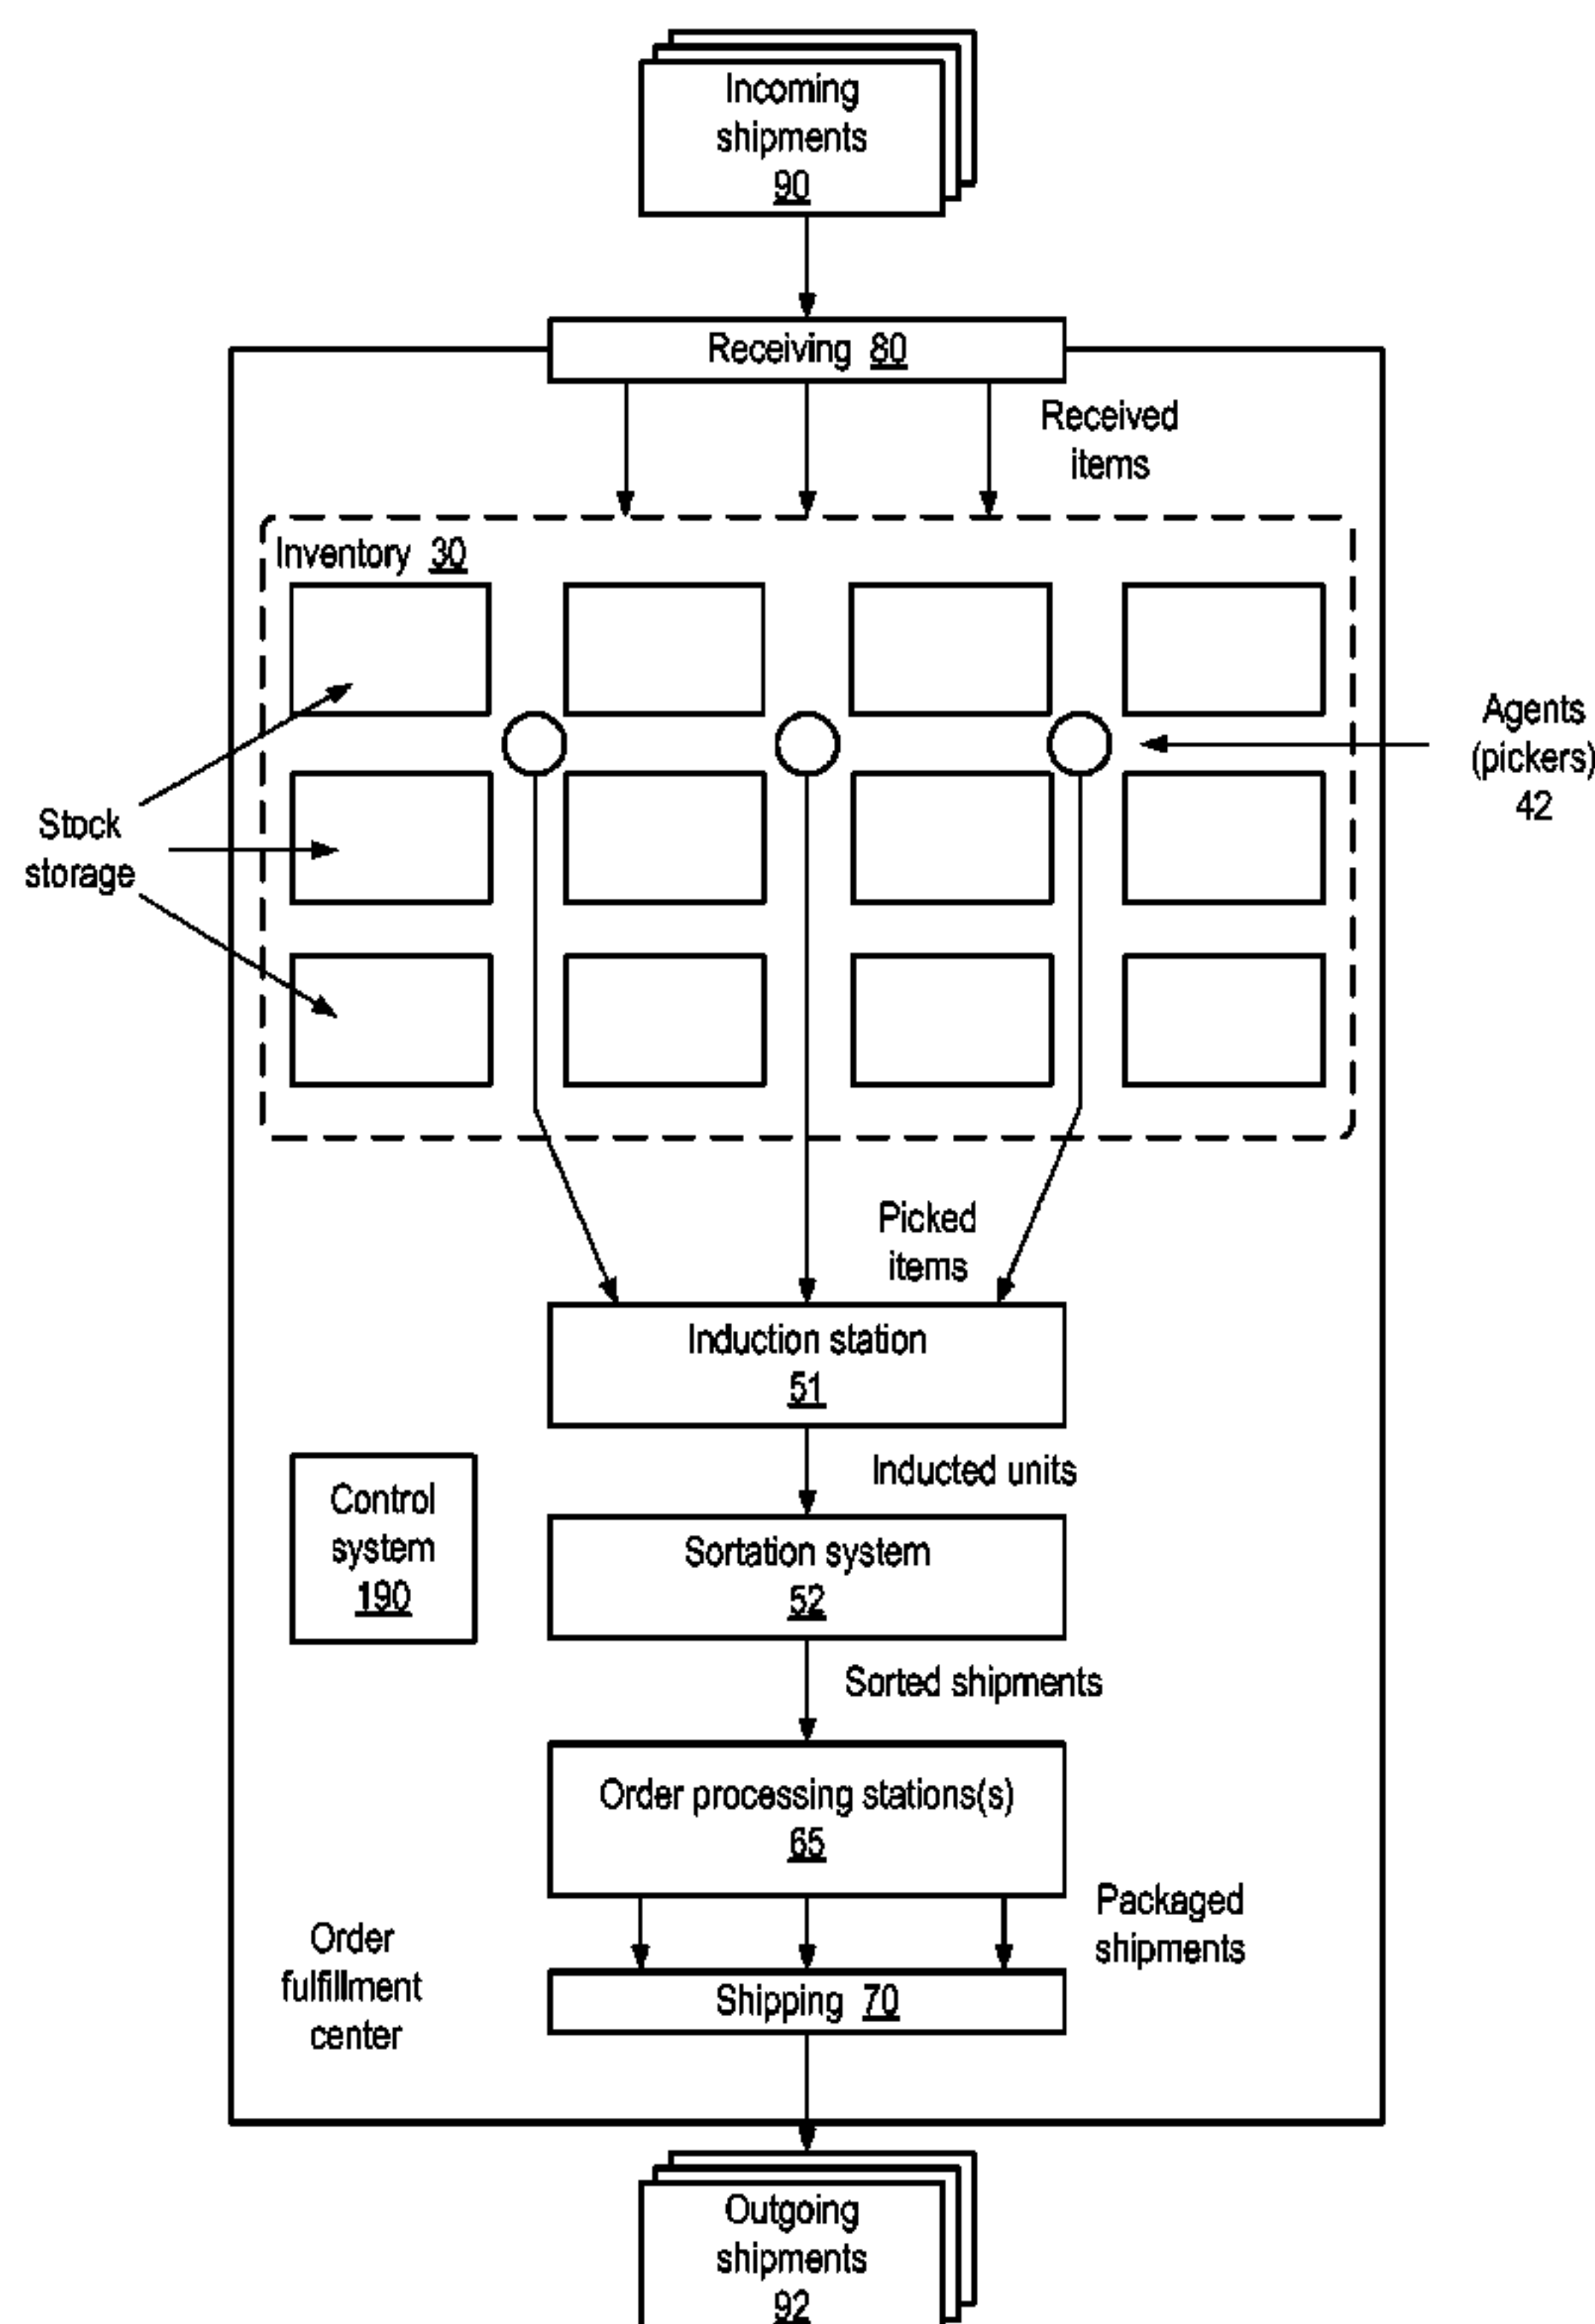 Incoming
shipments
90
Receiving 80
Received
items
Inventory 30
Agents
(pickers)
42
Stock
storage
Picked
items
Induction station
51
Inducted units
Control
system
190
Sortation system
52
Sorted shipments
Order processing stations(s)
65
Packaged
shipments
Order
fulfillment
center
Shipping 70
Outgoing
shipments
92